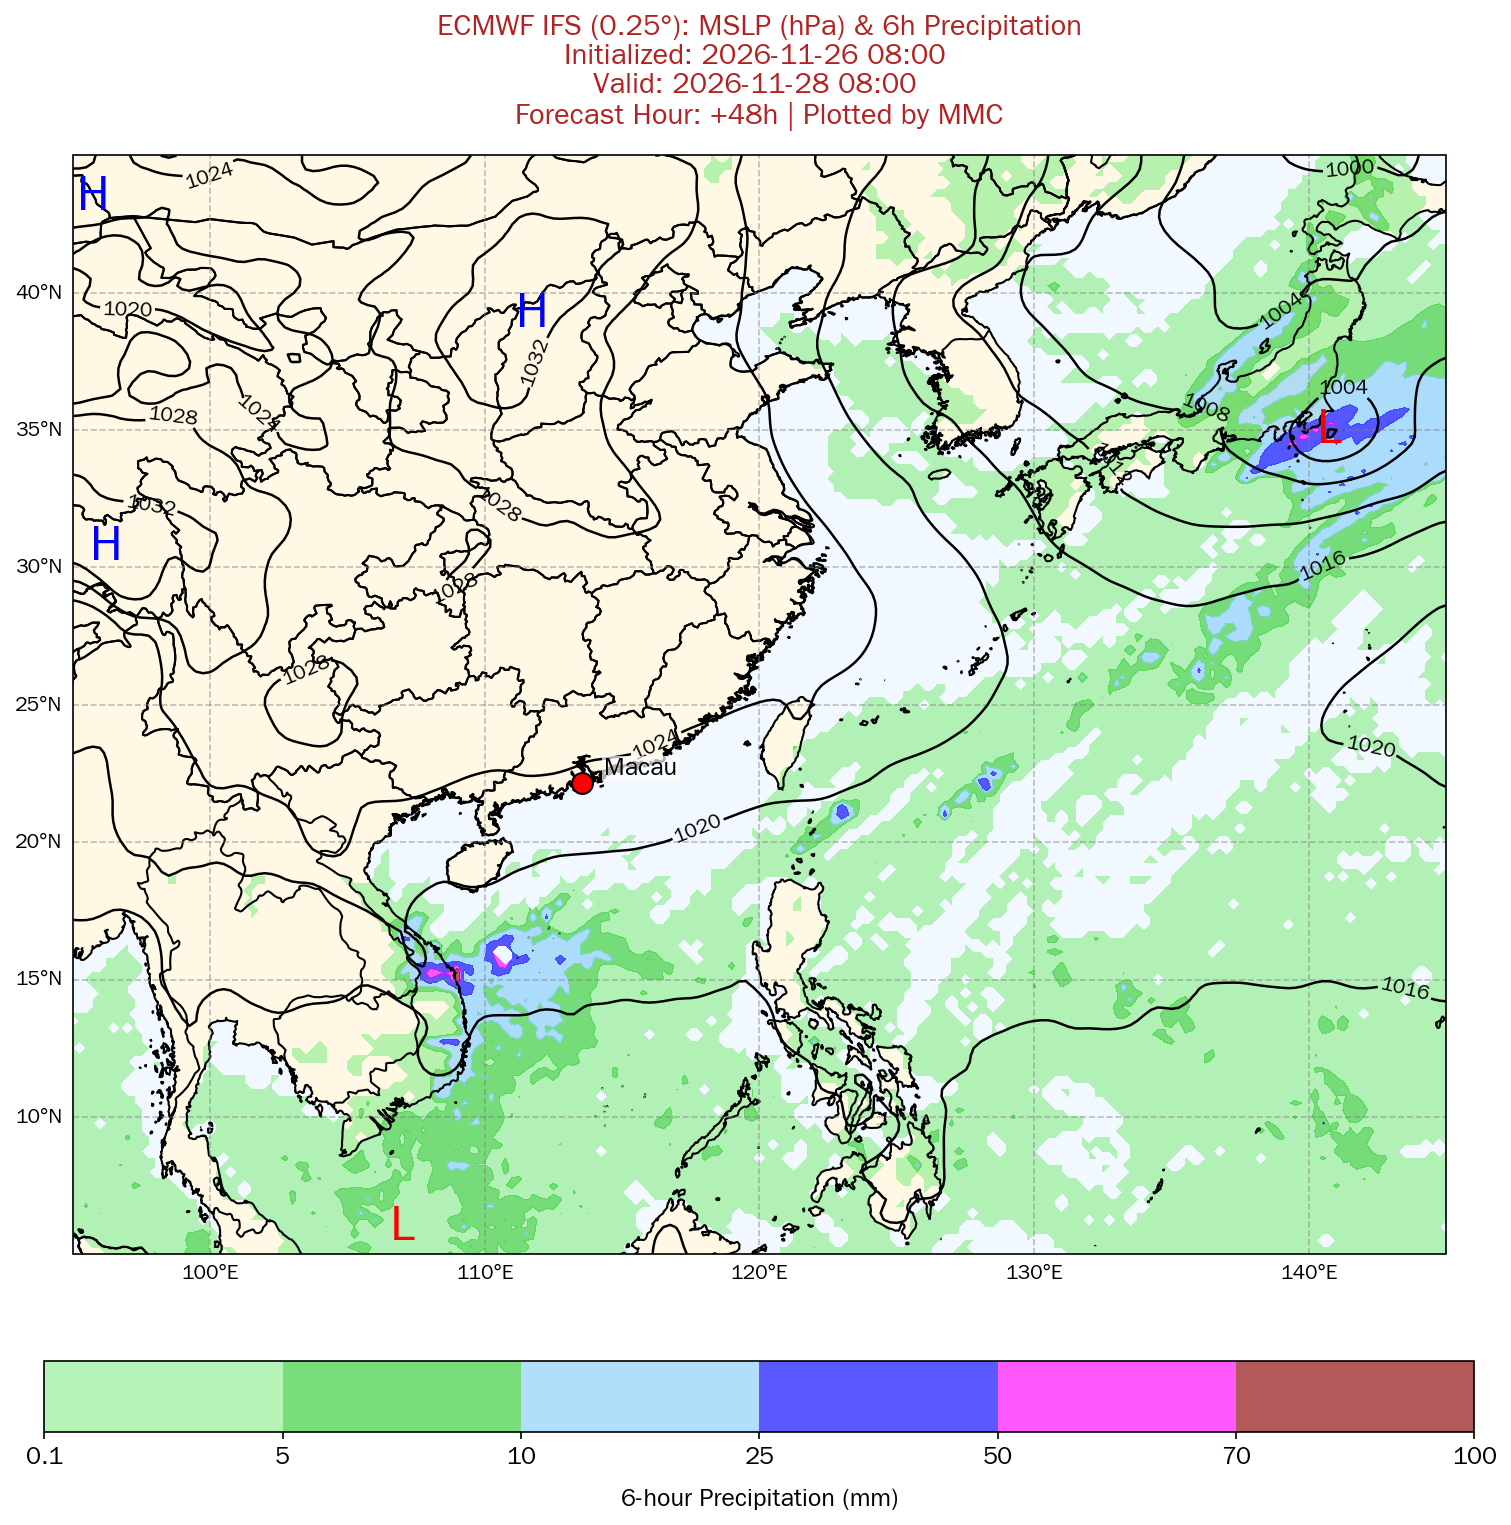 ECMWF IFS (0.25°): MSLP (hPa) & 6h Precipitation
Initialized: 2026-11-26 08:00
Valid: 2026-11-28 08:00
Forecast Hour: +48h | Plotted by MMC
1024
1000
H
40°N
1020
H
1004
1032
1004
1028
1024
1008
35°N
L
1032
1028
H
30°N
1016
1028
1028
25°N
1024
1020
Macau
20°N
1020
15°N
1016
10°N
L
100°E 110°E 120°E 130°E 140°E
0.1 5 10 25 50 70 100
6-hour Precipitation (mm)